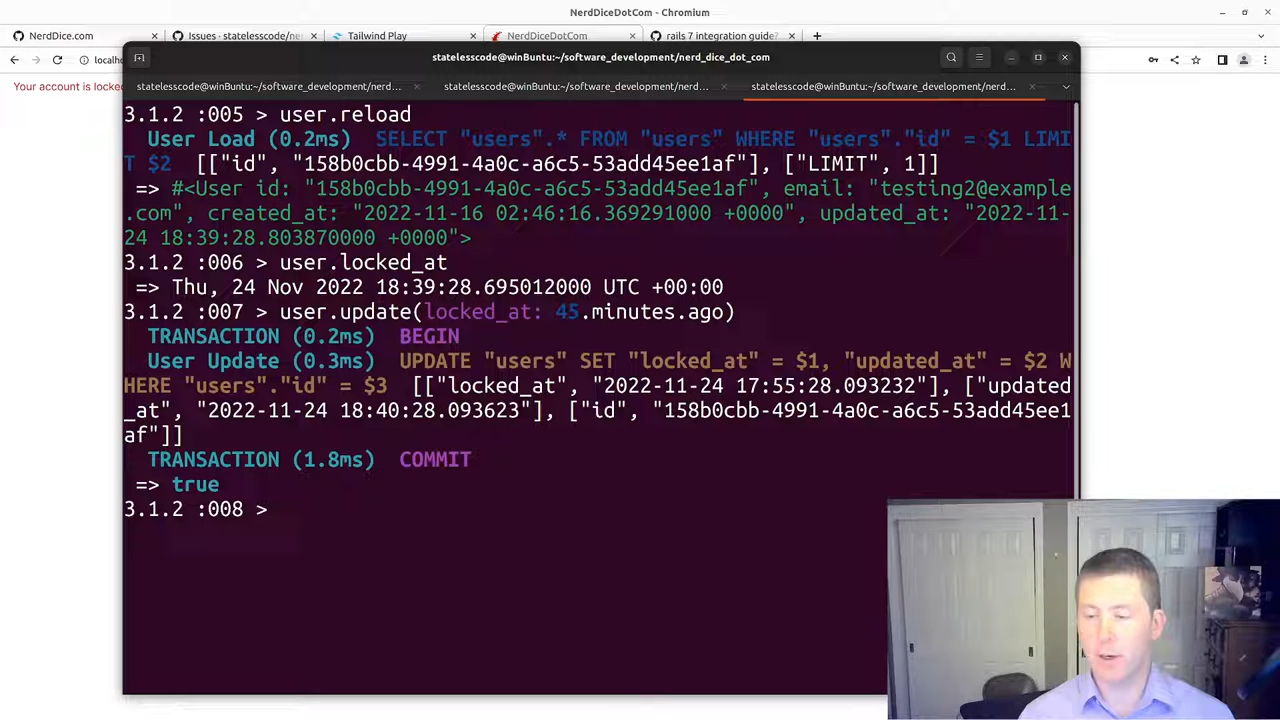 NerdDiceDotCom - Chromium
NerdDice.com
Issues · statelesscode/ne
Tailwind Play
NerdDiceDotCom
rails 7 integration guide?
localho
Your account is locked
statelesscode@winBuntu:~/software_development/nerd_dice_dot_com
statelesscode@winBuntu:~/software_development/nerd...
statelesscode@winBuntu:~/software_development/nerd...
statelesscode@winBuntu:~/software_development/nerd...
3.1.2 :005 > user.reload
User Load (0.2ms)  SELECT "users".* FROM "users" WHERE "users"."id" = $1 LIMI
T $2  [["id", "158b0cbb-4991-4a0c-a6c5-53add45ee1af"], ["LIMIT", 1]]
=> #<User id: "158b0cbb-4991-4a0c-a6c5-53add45ee1af", email: "testing2@example
.com", created_at: "2022-11-16 02:46:16.369291000 +0000", updated_at: "2022-11-
24 18:39:28.803870000 +0000">
3.1.2 :006 > user.locked_at
=> Thu, 24 Nov 2022 18:39:28.695012000 UTC +00:00
3.1.2 :007 > user.update(locked_at: 45.minutes.ago)
TRANSACTION (0.2ms)  BEGIN
User Update (0.3ms)  UPDATE "users" SET "locked_at" = $1, "updated_at" = $2 W
HERE "users"."id" = $3  [["locked_at", "2022-11-24 17:55:28.093232"], ["updated
_at", "2022-11-24 18:40:28.093623"], ["id", "158b0cbb-4991-4a0c-a6c5-53add45ee1
af"]]
TRANSACTION (1.8ms)  COMMIT
=> true
3.1.2 :008 >